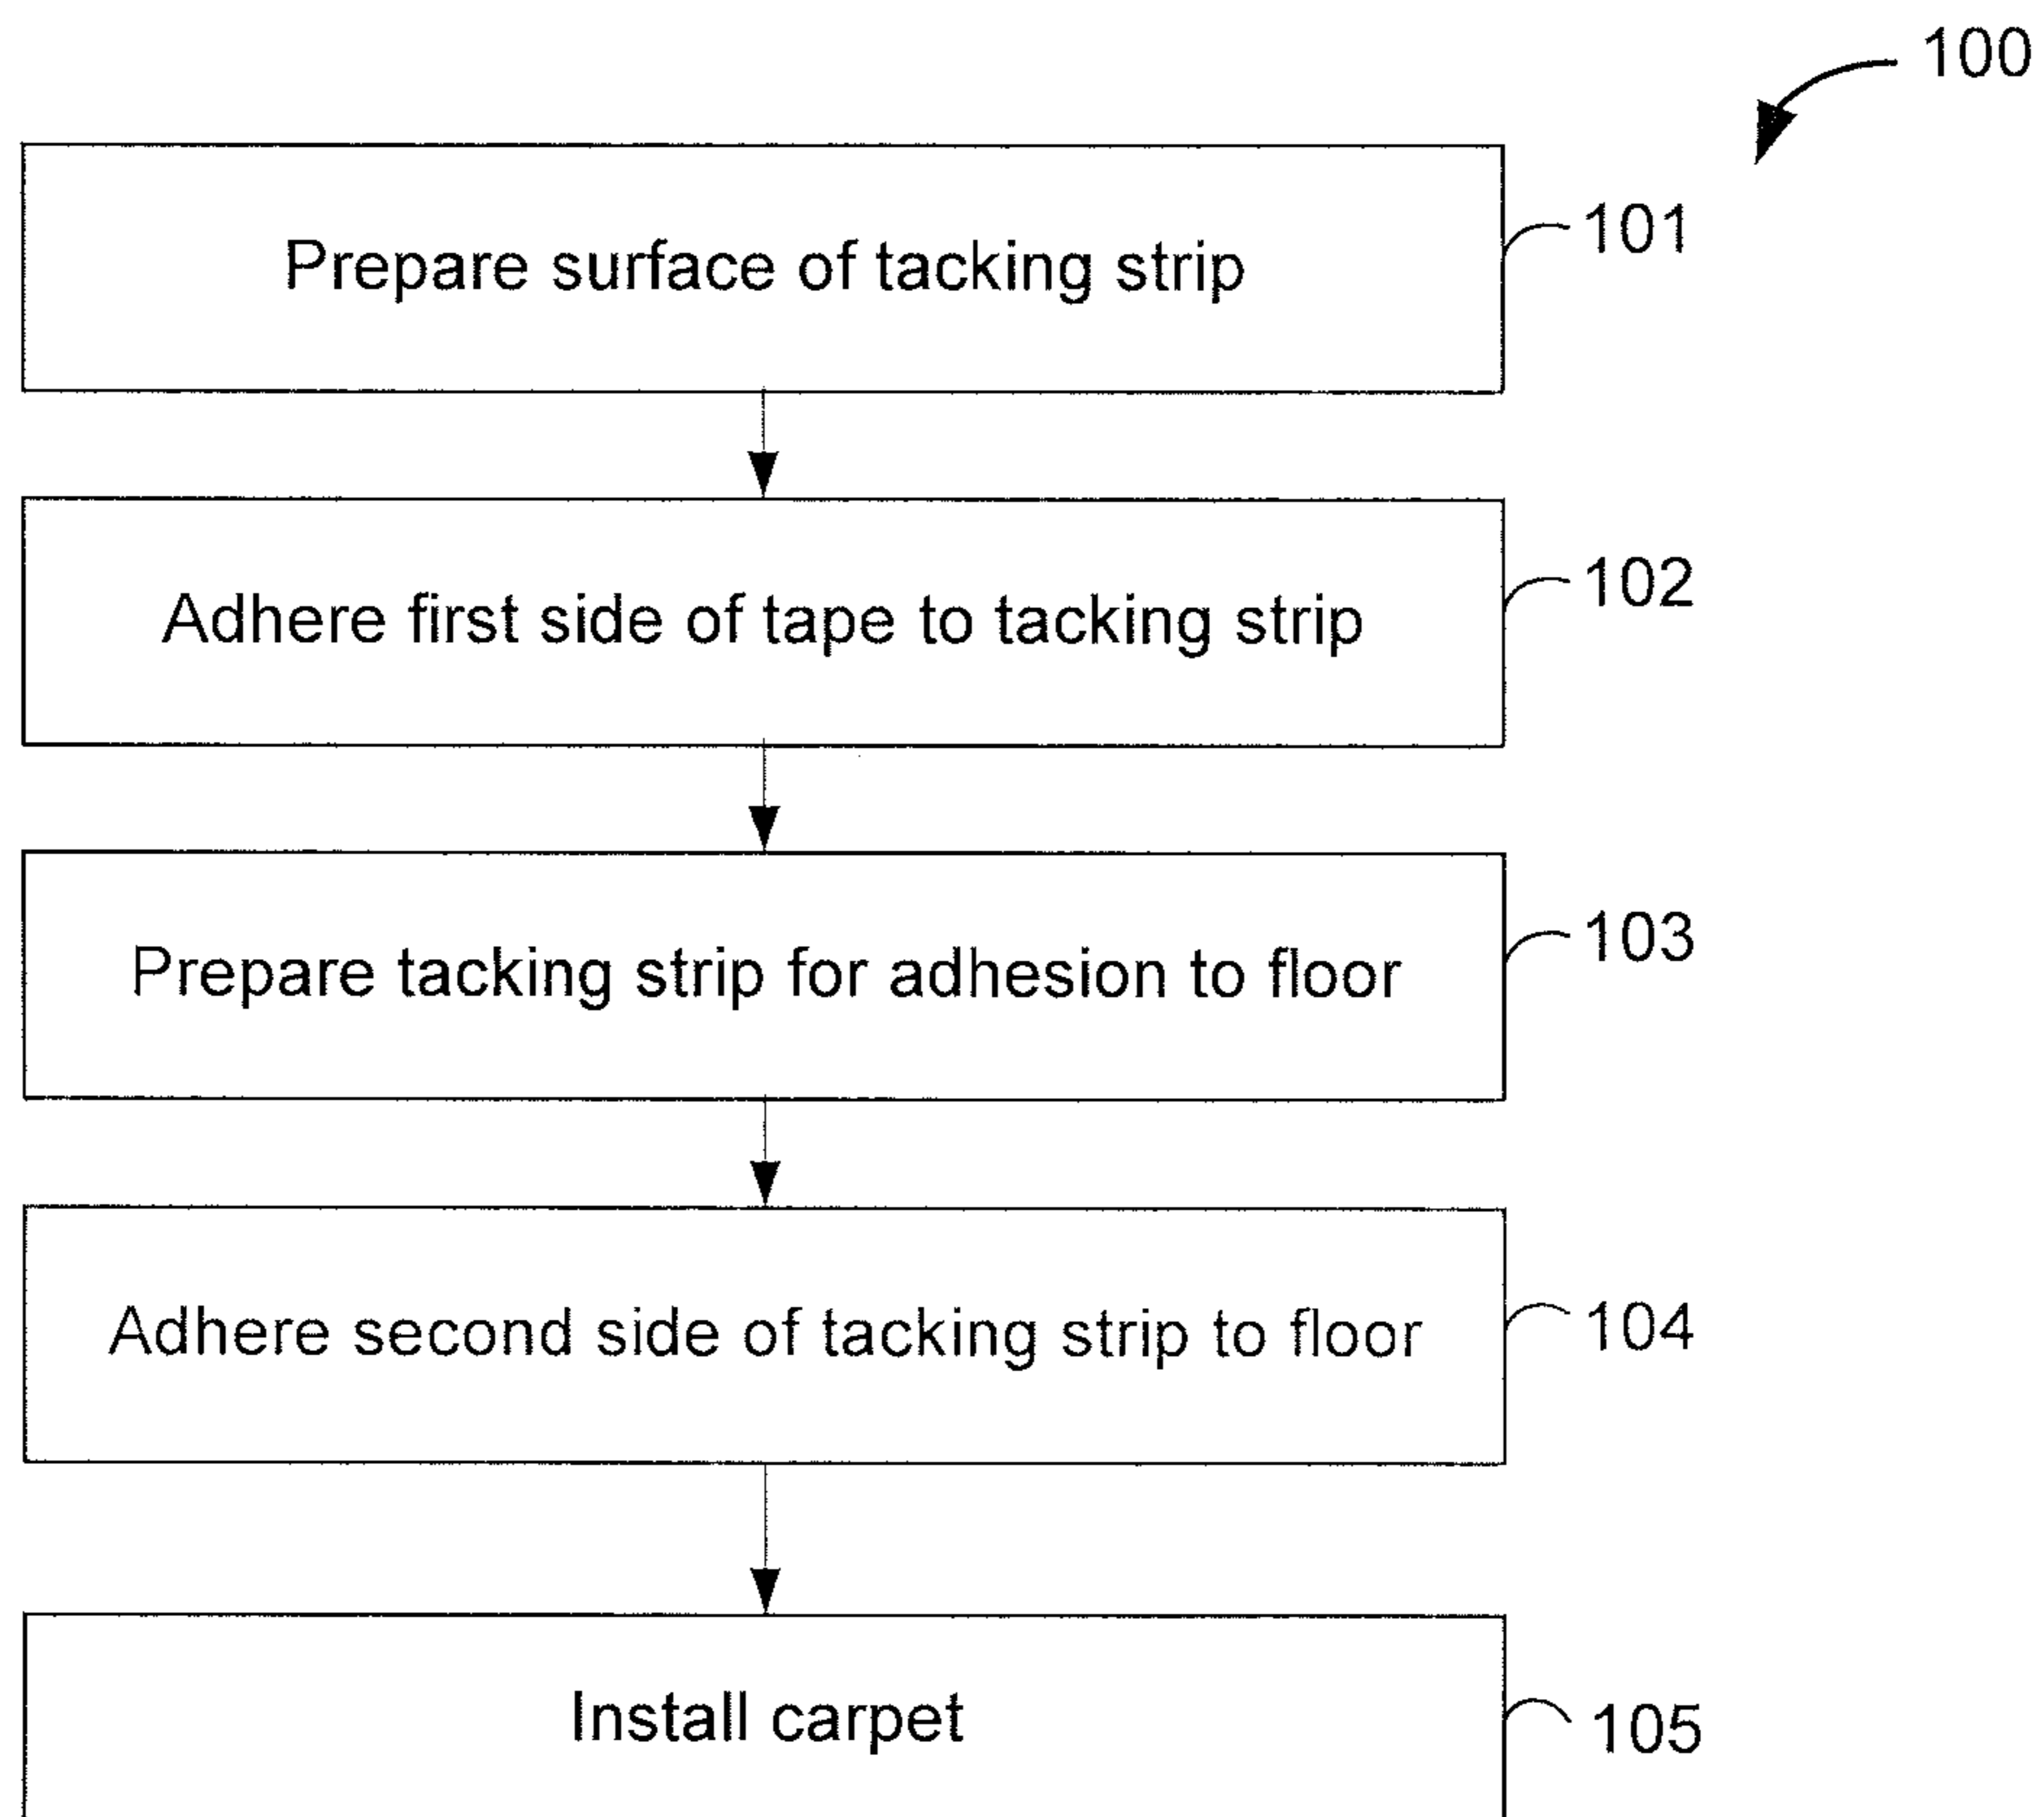 100
Prepare surface of tacking strip
101
Adhere first side of tape to tacking strip
102
Prepare tacking strip for adhesion to floor
103
Adhere second side of tacking strip to floor
104
Install carpet
105